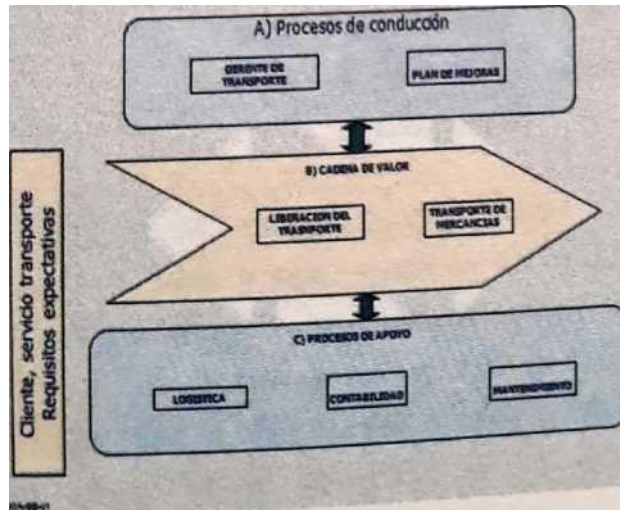 A) Procesos de conducción
GERENTE DE
TRANSPORTE
PLAN DE MEJORAS
B) CADENA DE VALOR
LIBERACION DEL
TRASNPORTE
TRANSPORTE DE
MERCANCIAS
C) PROCESOS DE APOYO
LOGISTICA
CONTABILIDAD
MANTENIMIENTO
Cliente, servicio transporte
Requisitos expectativas